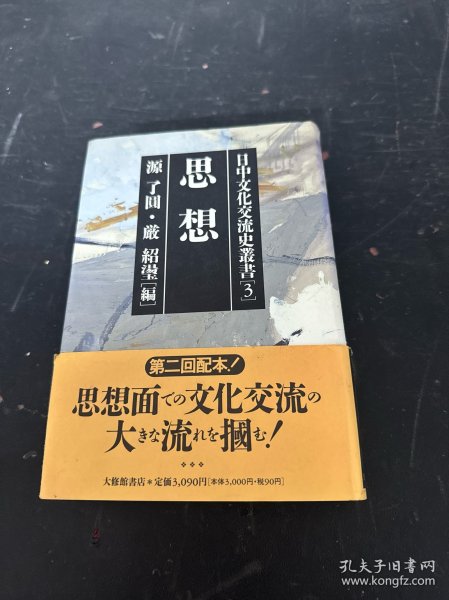 日中文化交流史叢書[3]
思想
源 了圓・厳 紹璗[編]
第二回配本!
思想面での文化交流の
大きな流れを摑む!
大修館書店*定価3,090円[本体3,000円・税90円]
孔夫子旧书网
www.kongfz.com